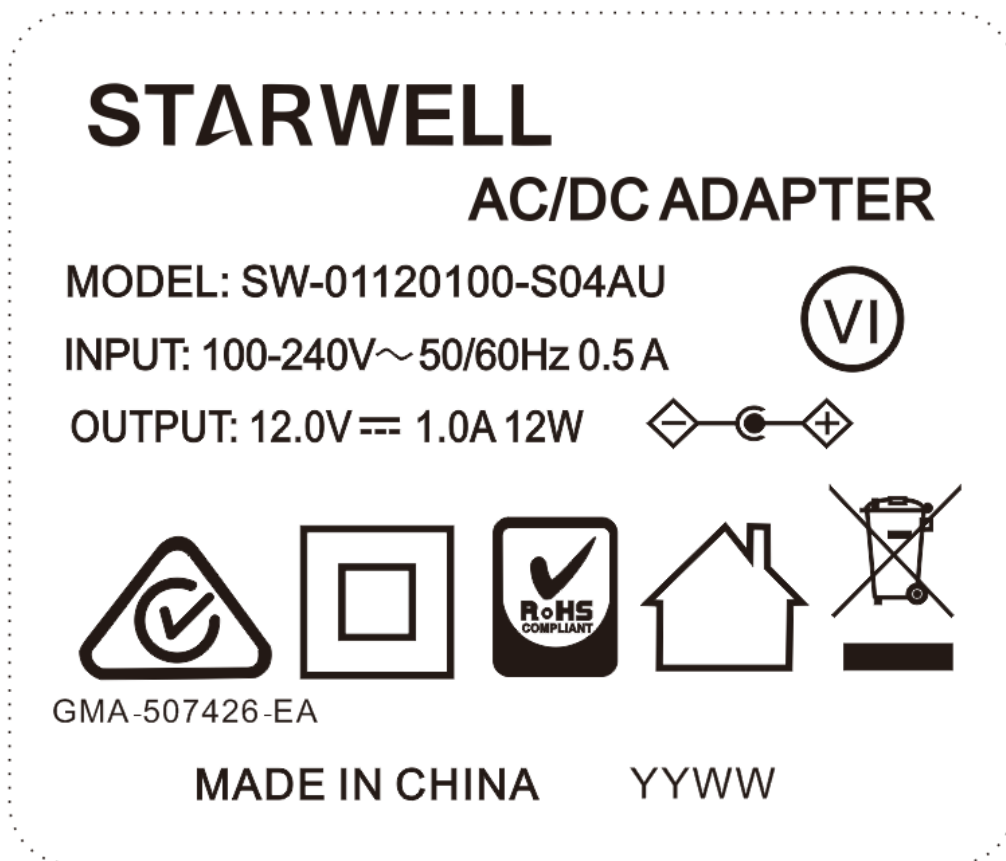 STARWELL
AC/DC ADAPTER
MODEL: SW-01120100-S04AU
VI
INPUT: 100-240V～50/60Hz 0.5A
OUTPUT: 12.0V⎓1.0A 12W
RoHS
COMPLIANT
GMA-507426-EA
MADE IN CHINA YYWW